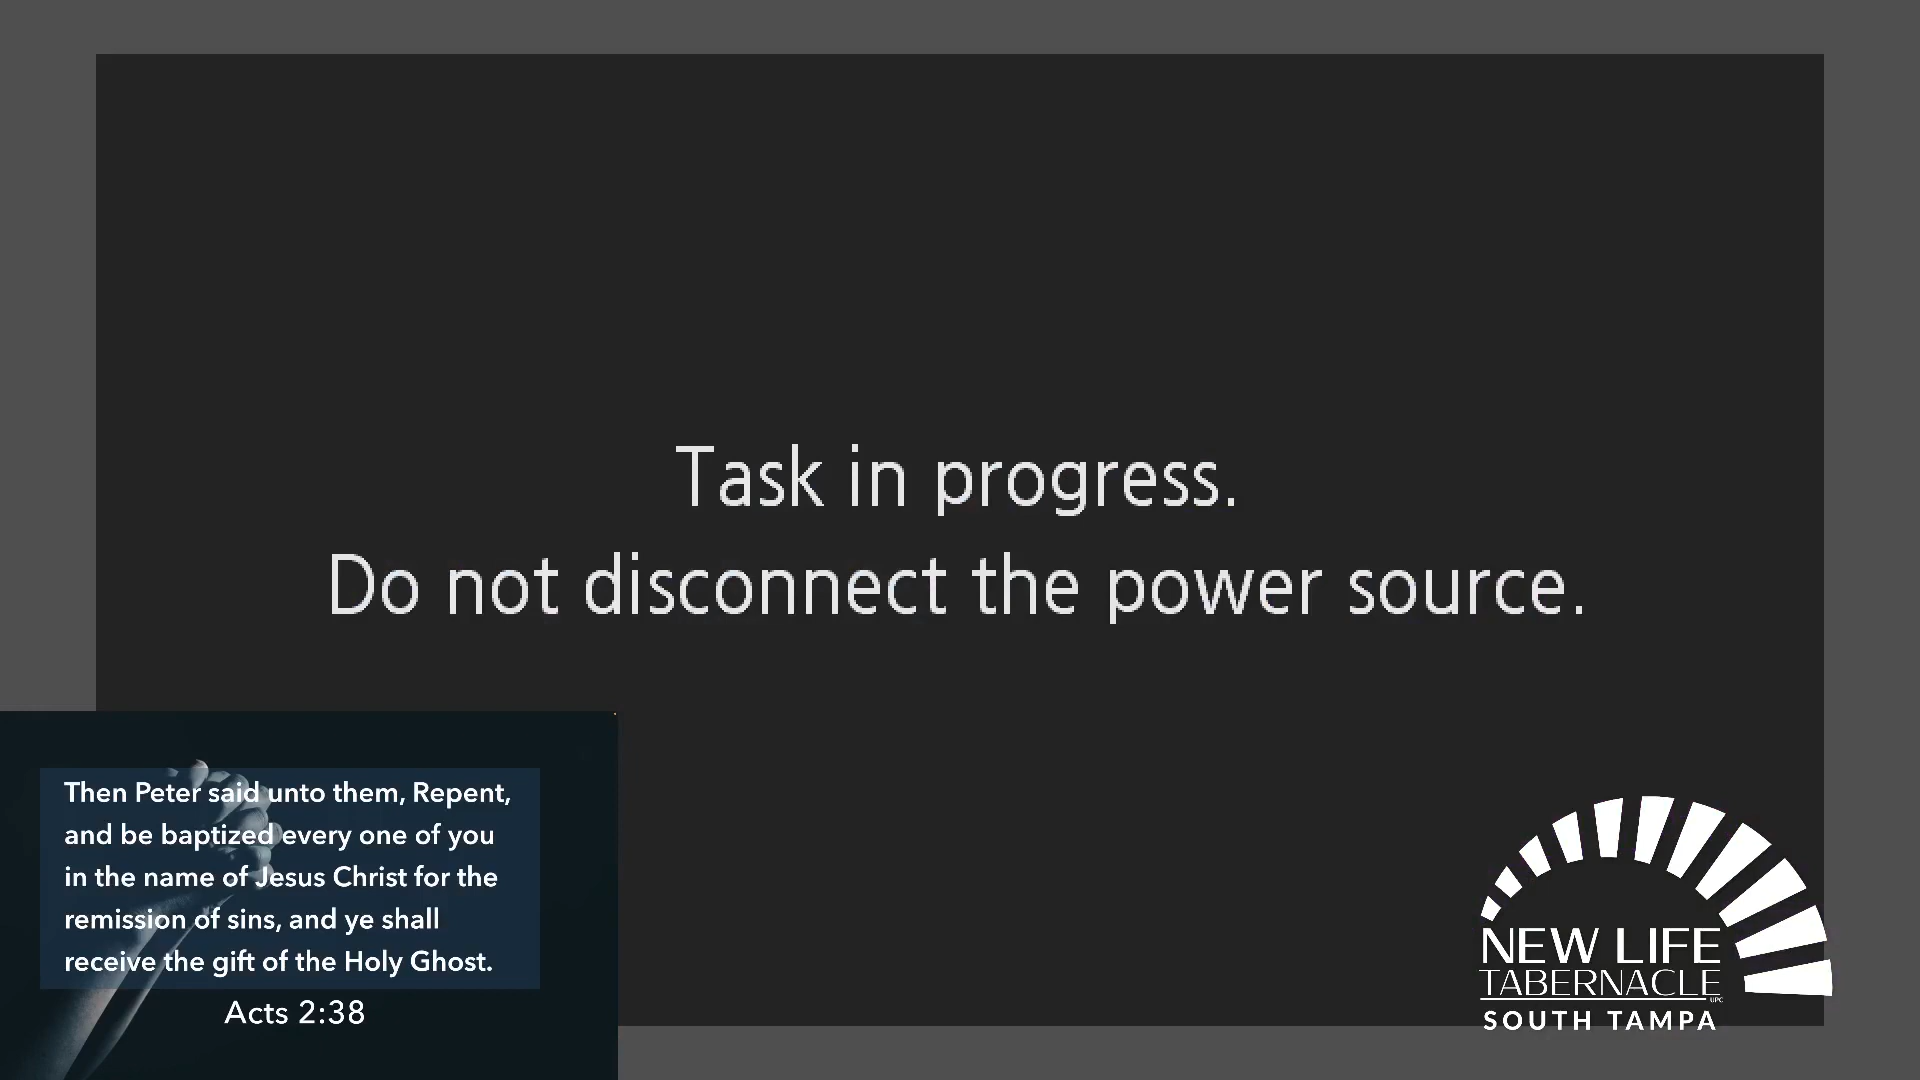 Task in progress.
Do not disconnect the power source.
Then Peter said unto them, Repent,
and be baptized every one of you
in the name of Jesus Christ for the
remission of sins, and ye shall
receive the gift of the Holy Ghost.
Acts 2:38
NEW LIFE
TABERNACLE
UPC
SOUTH TAMPA